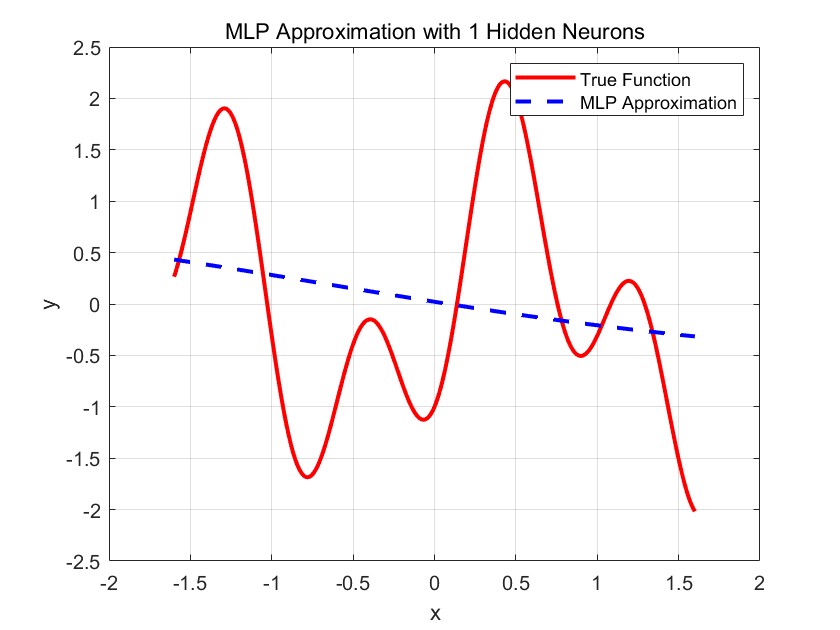 MLP Approximation with 1 Hidden Neurons
True Function
MLP Approximation
2.5
2
1.5
1
0.5
0
-0.5
-1
-1.5
-2
-2.5
y
-2 -1.5 -1 -0.5 0 0.5 1 1.5 2
x